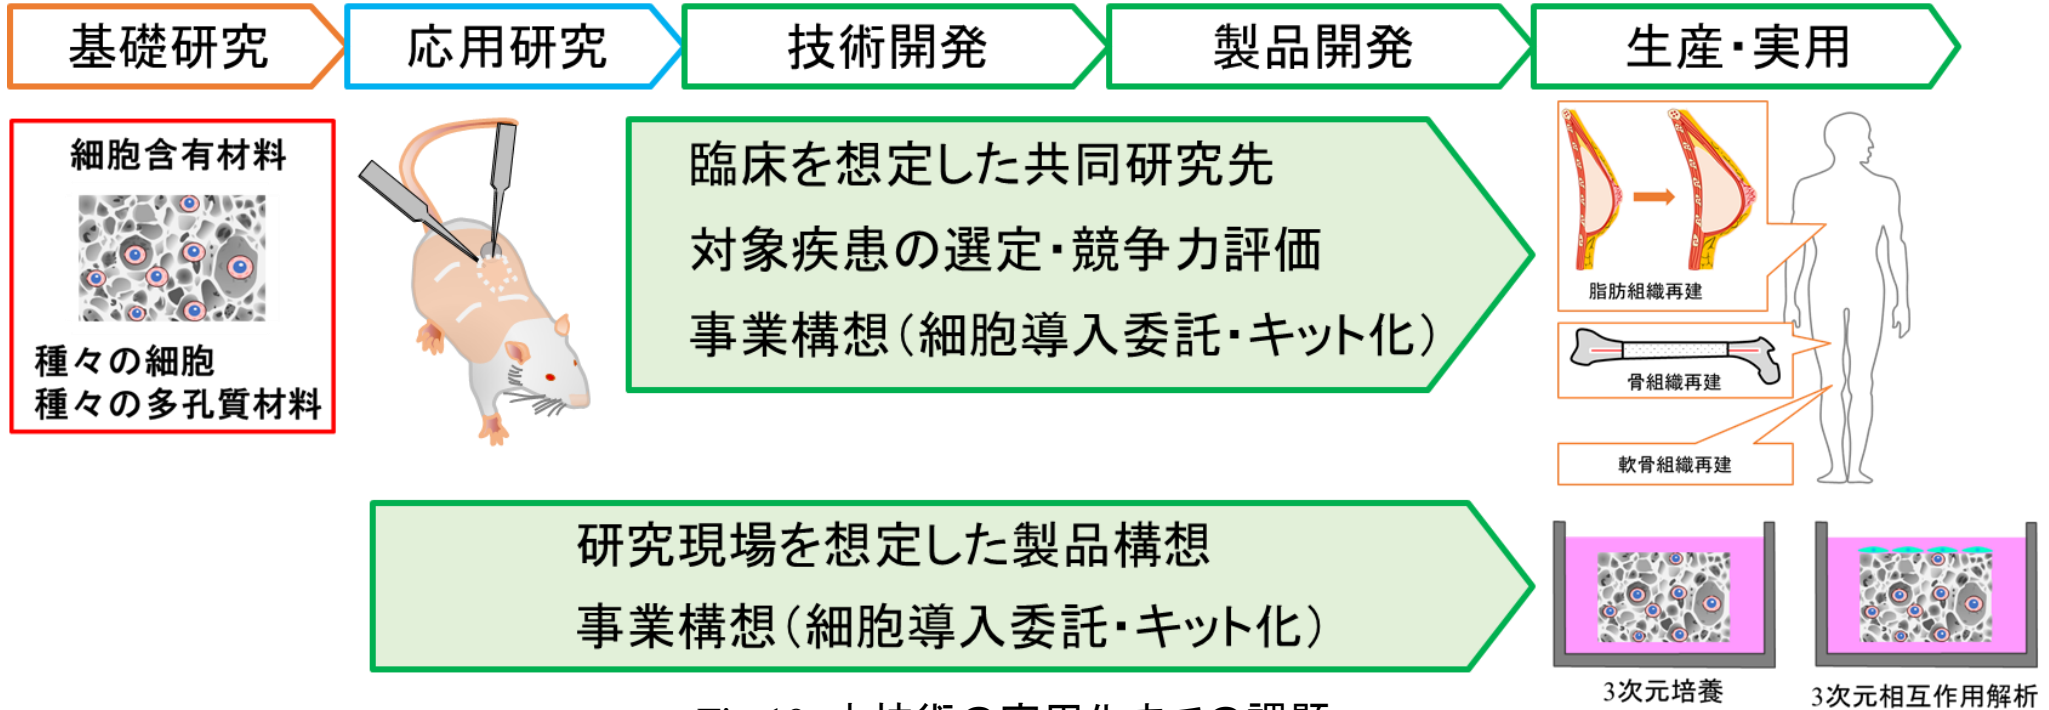 基礎研究
応用研究
技術開発
製品開発
生産・実用
細胞含有材料
種々の細胞
種々の多孔質材料
臨床を想定した共同研究先
対象疾患の選定・競争力評価
事業構想（細胞導入委託・キット化）
脂肪組織再建
骨組織再建
軟骨組織再建
研究現場を想定した製品構想
事業構想（細胞導入委託・キット化）
3次元培養
3次元相互作用解析